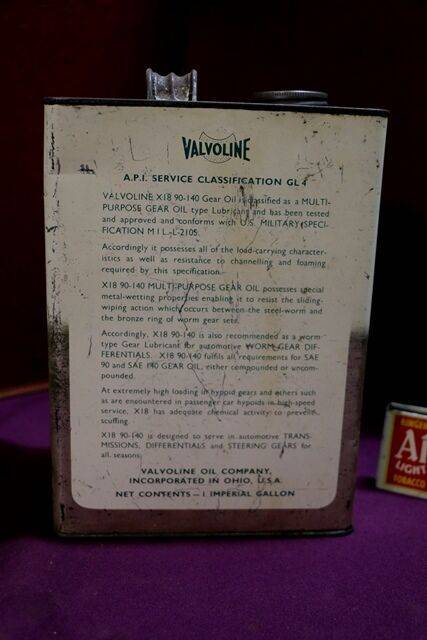 VALVOLINE
A.P.I. SERVICE CLASSIFICATION GL 4
VALVOLINE X18 90-140 Gear Oil is classified as a MULTI-
PURPOSE GEAR OIL type Lubricant and has been tested
and approved and conforms with U.S. MILITARY SPECI-
FICATION M I L-L-2105.
Accordingly it possesses all of the load-carrying character-
istics as well as resistance to channelling and foaming
required by this specification.
X18 90-140 MULTI-PURPOSE GEAR OIL possesses special
metal-wetting properties enabling it to resist the sliding-
wiping action which occurs between the steel-worm and
the bronze ring of worm gear sets.
Accordingly, X18 90-140 is also recommended as a worm
type Gear Lubricant for automotive WORM GEAR DIF-
FERENTIALS. X18 90-140 fulfils all requirements for SAE
90 and SAE 140 GEAR OIL, either compounded or uncom-
pounded.
At extremely high loading in hypoid gears and others such
as are encountered in passenger car hypoids in high-speed
service, X18 has adequate chemical activity to prevent
scuffing.
X18 90-140 is designed to serve in automotive TRANS-
MISSIONS, DIFFERENTIALS and STEERING GEARS for
all seasons.
VALVOLINE OIL COMPANY,
INCORPORATED IN OHIO, U.S.A.
NET CONTENTS — 1 IMPERIAL GALLON
LIGHT
TOBACCO